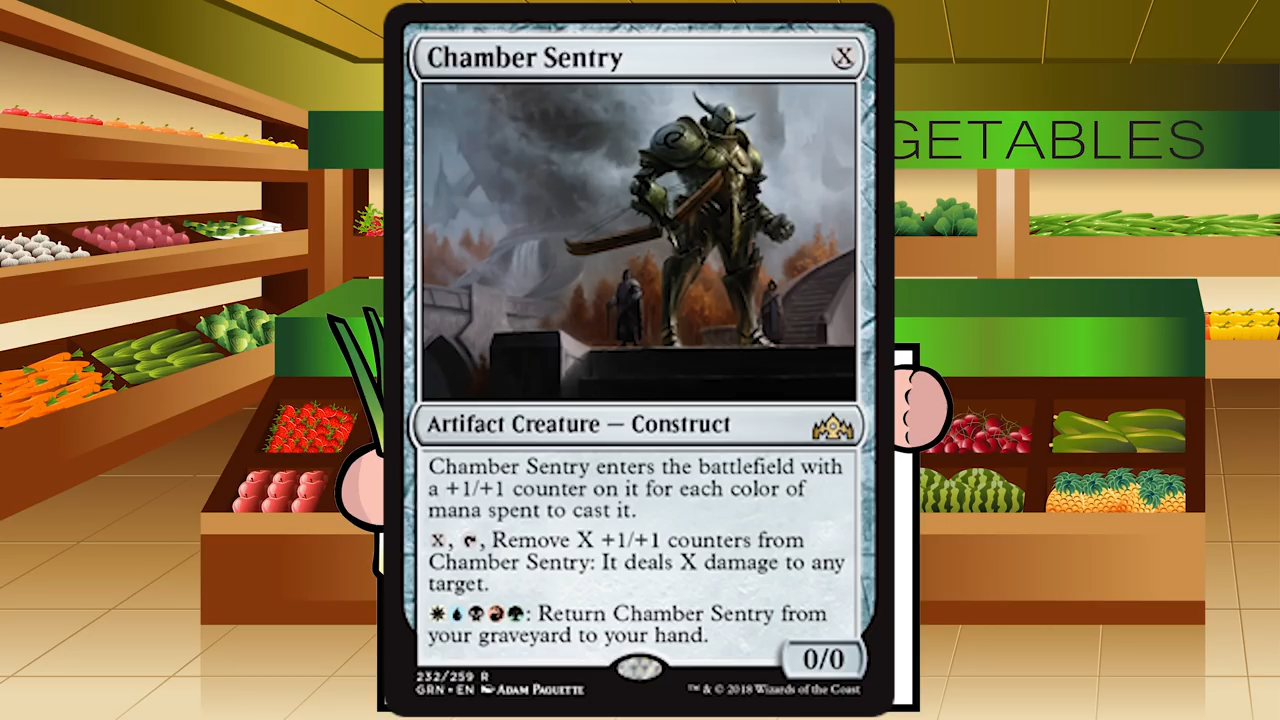 Chamber Sentry X
GETABLES
Artifact Creature — Construct
Chamber Sentry enters the battlefield with
a +1/+1 counter on it for each color of
mana spent to cast it.
X, , Remove X +1/+1 counters from
Chamber Sentry: It deals X damage to any
target.
: Return Chamber Sentry from
your graveyard to your hand.
0/0
232/259 R
GRN • EN Adam Paquette
™ & © 2018 Wizards of the Coast